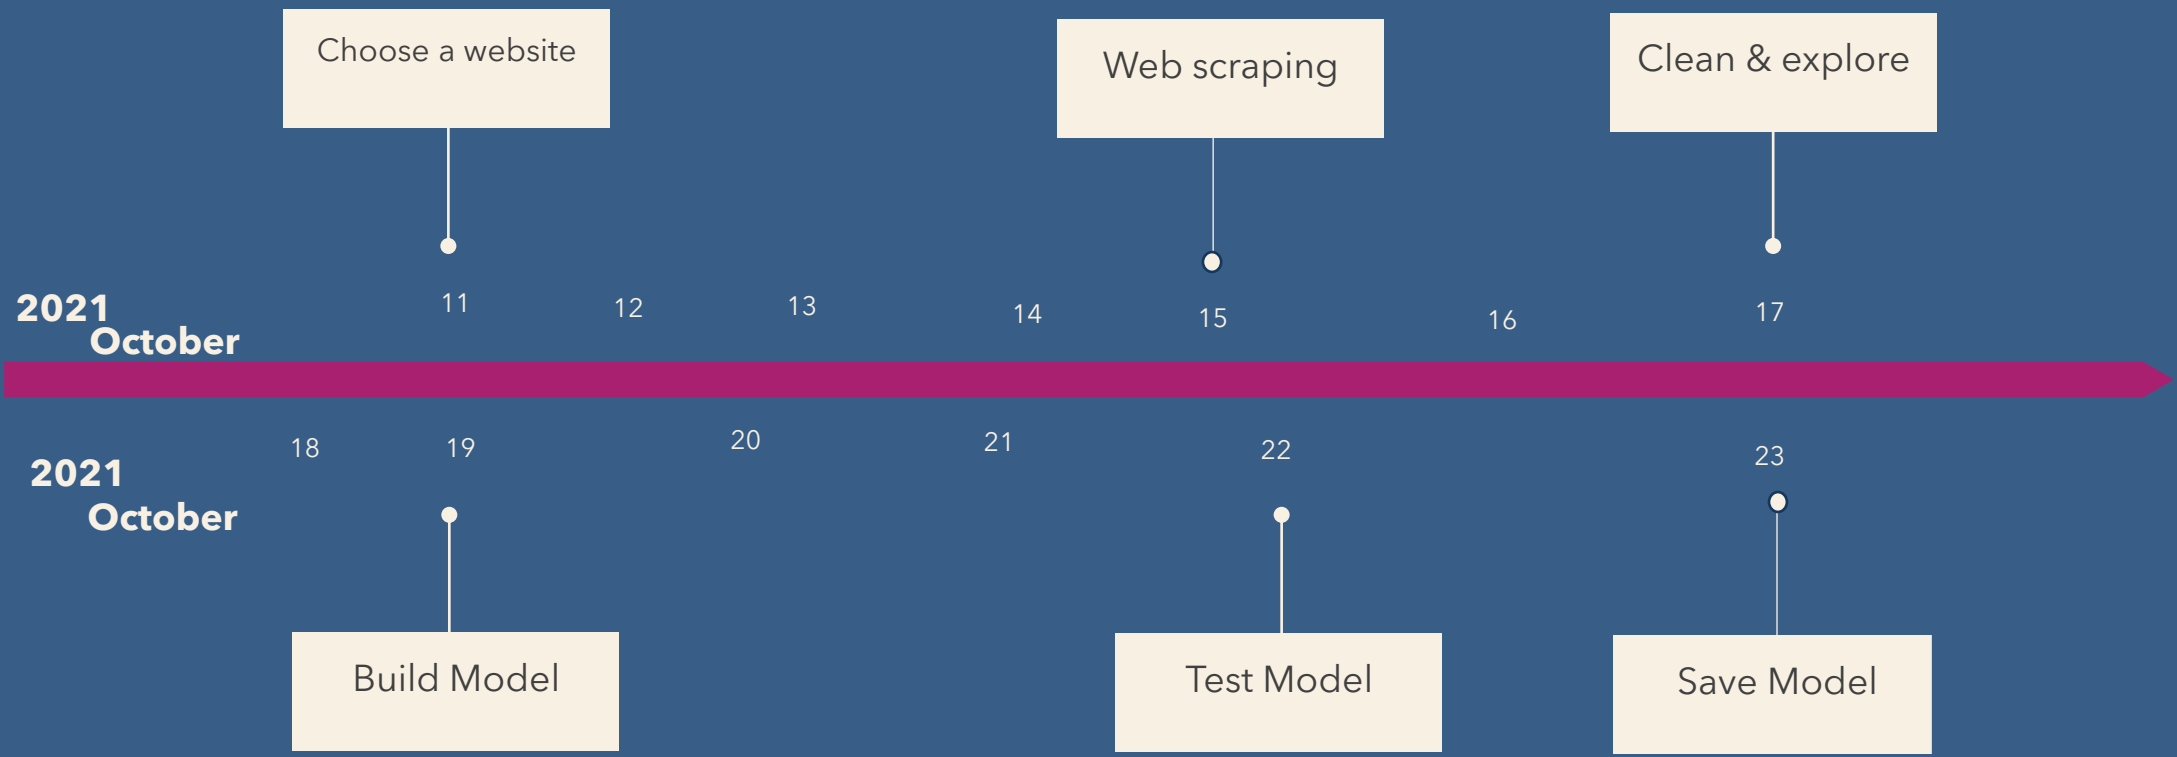 Choose a website
Web scraping
Clean & explore
2021
October
11
12
13
14
15
16
17
18
19
20
21
22
23
2021
October
Build Model
Test Model
Save Model